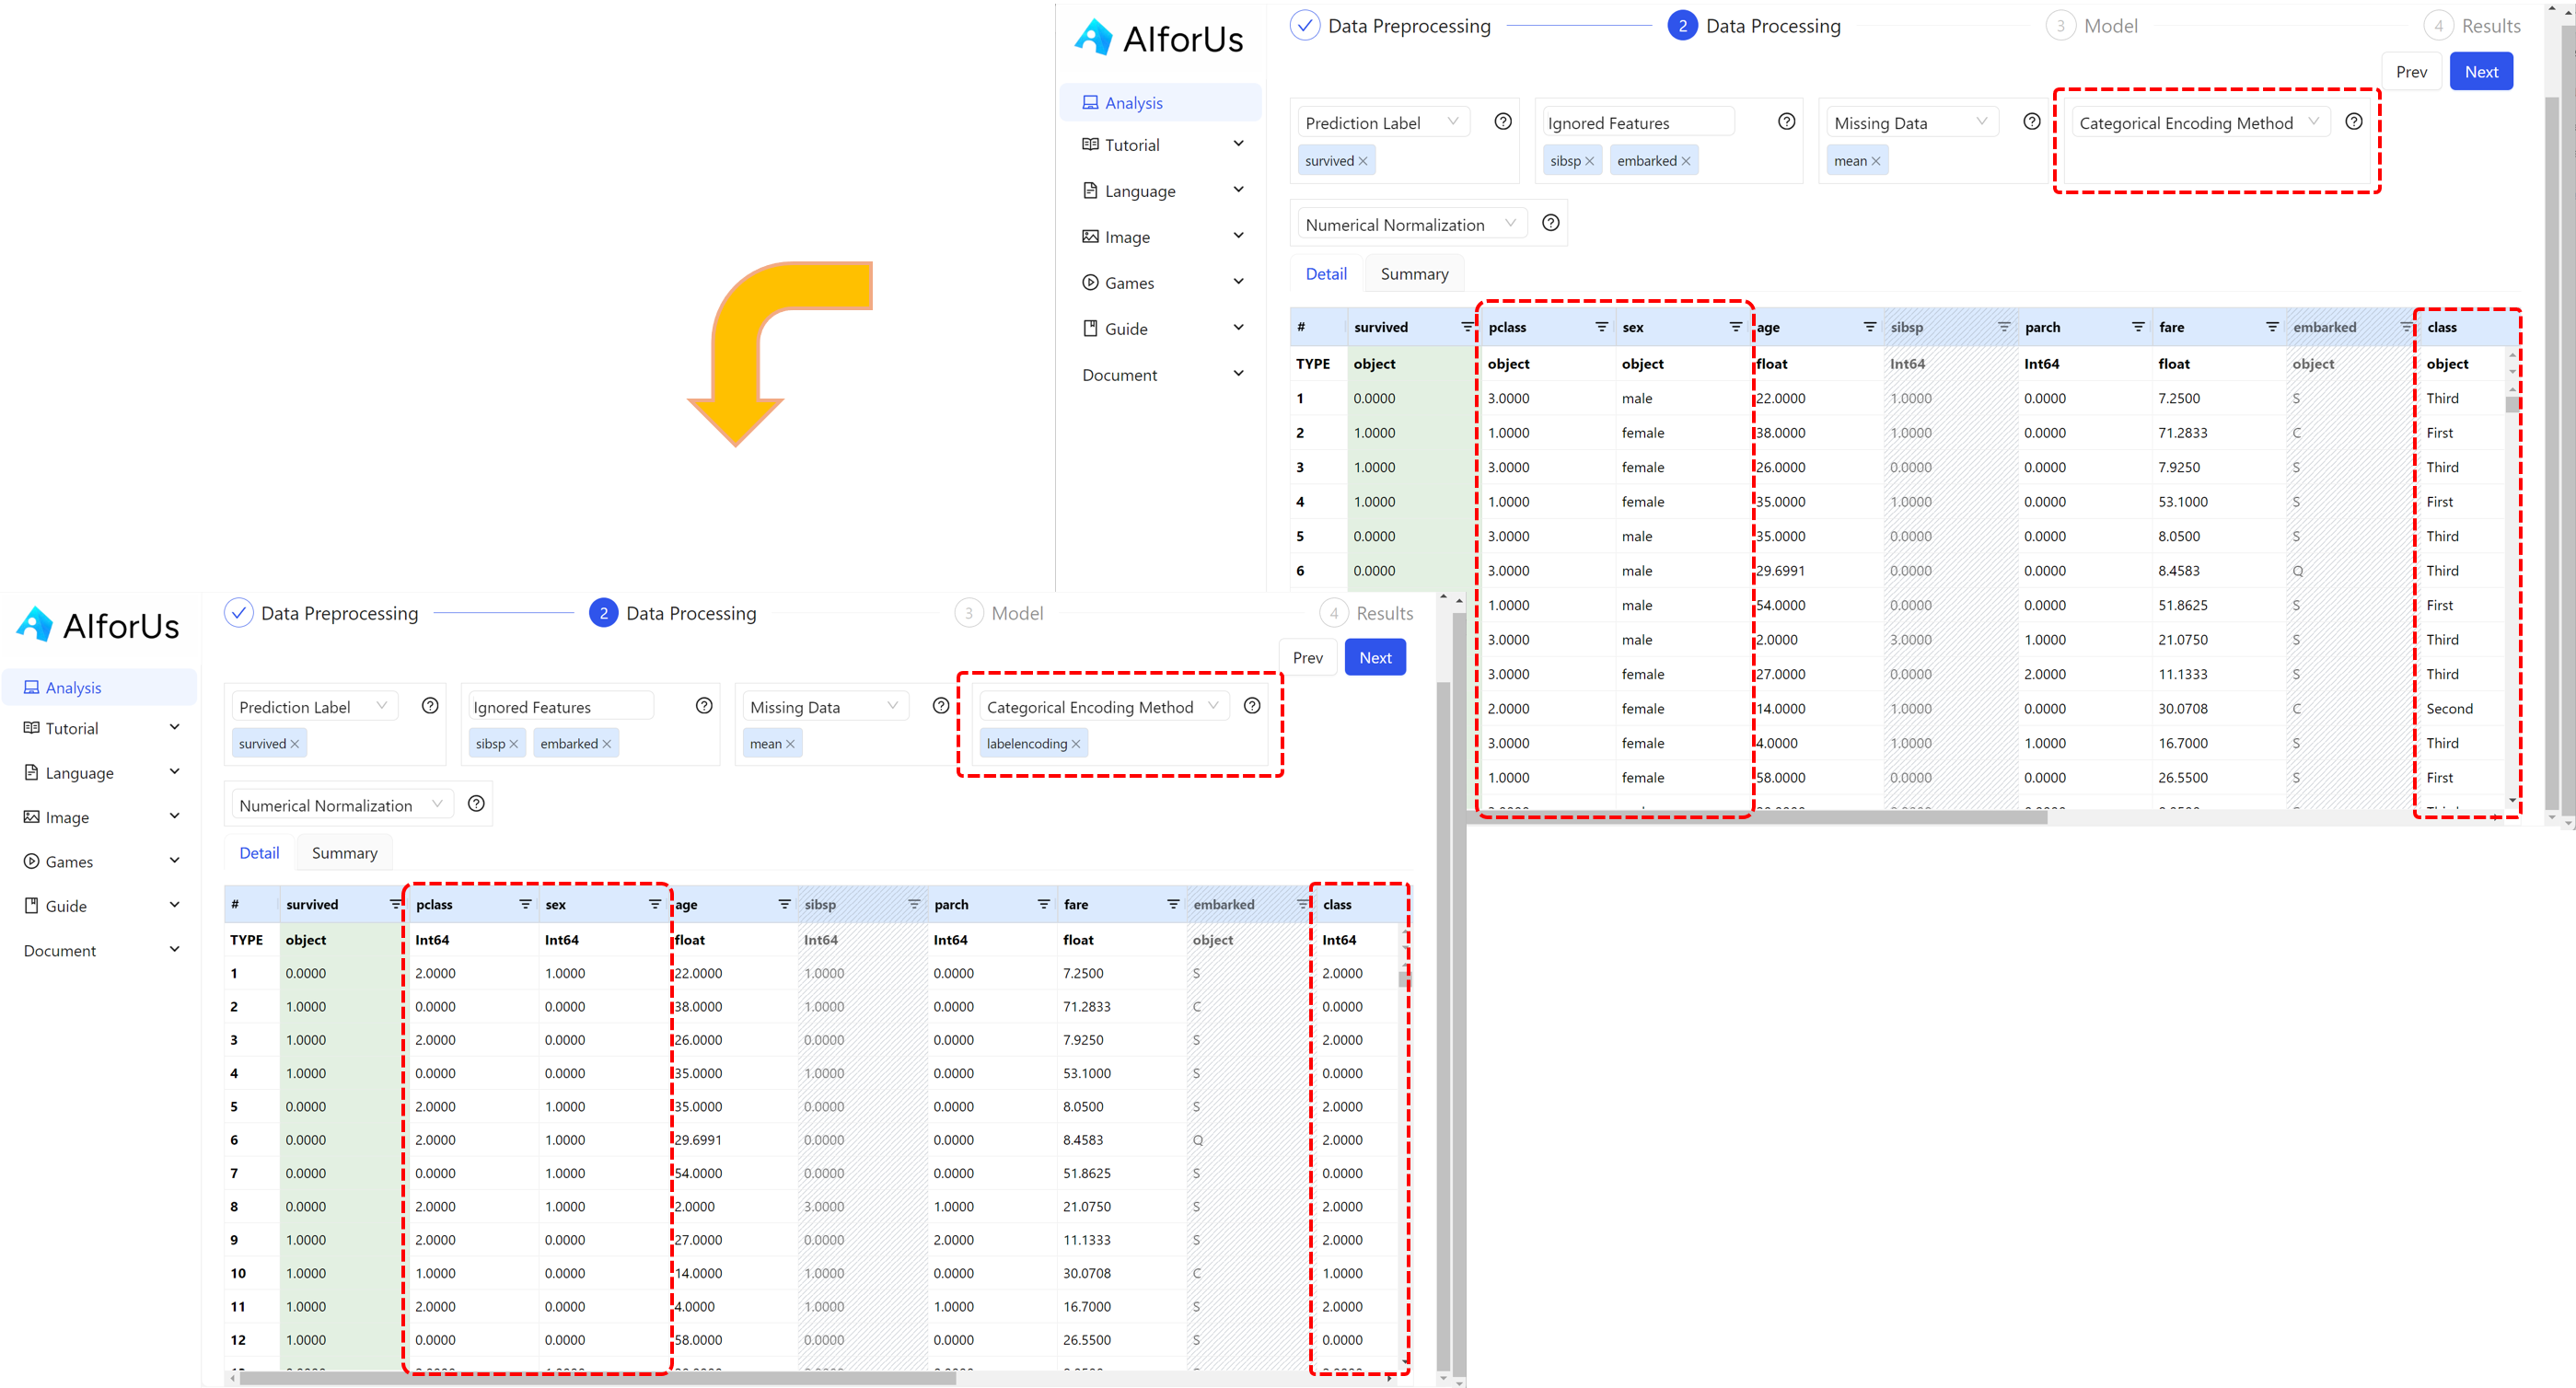 AIforUs
Data Preprocessing 2 Data Processing 3 Model 4 Results
Prev Next
Analysis
Tutorial
Language
Image
Games
Guide
Document
Prediction Label Ignored Features Missing Data Categorical Encoding Method
survived × sibsp × embarked × mean ×
Numerical Normalization
Detail Summary
# survived pclass sex age sibsp parch fare embarked class
TYPE object object object float Int64 Int64 float object object
1 0.0000 3.0000 male 22.0000 1.0000 0.0000 7.2500 S Third
2 1.0000 1.0000 female 38.0000 1.0000 0.0000 71.2833 C First
3 1.0000 3.0000 female 26.0000 0.0000 0.0000 7.9250 S Third
4 1.0000 1.0000 female 35.0000 1.0000 0.0000 53.1000 S First
5 0.0000 3.0000 male 35.0000 0.0000 0.0000 8.0500 S Third
6 0.0000 3.0000 male 29.6991 0.0000 0.0000 8.4583 Q Third
1.0000 male 54.0000 0.0000 0.0000 51.8625 S First
3.0000 male 2.0000 3.0000 1.0000 21.0750 S Third
3.0000 female 27.0000 0.0000 2.0000 11.1333 S Third
2.0000 female 14.0000 1.0000 0.0000 30.0708 C Second
3.0000 female 4.0000 1.0000 1.0000 16.7000 S Third
1.0000 female 58.0000 0.0000 0.0000 26.5500 S First
AIforUs
Data Preprocessing 2 Data Processing 3 Model 4 Results
Prev Next
Analysis
Tutorial
Language
Image
Games
Guide
Document
Prediction Label Ignored Features Missing Data Categorical Encoding Method
survived × sibsp × embarked × mean × labelencoding ×
Numerical Normalization
Detail Summary
# survived pclass sex age sibsp parch fare embarked class
TYPE object Int64 Int64 float Int64 Int64 float object Int64
1 0.0000 2.0000 1.0000 22.0000 1.0000 0.0000 7.2500 S 2.0000
2 1.0000 0.0000 0.0000 38.0000 1.0000 0.0000 71.2833 C 0.0000
3 1.0000 2.0000 0.0000 26.0000 0.0000 0.0000 7.9250 S 2.0000
4 1.0000 0.0000 0.0000 35.0000 1.0000 0.0000 53.1000 S 0.0000
5 0.0000 2.0000 1.0000 35.0000 0.0000 0.0000 8.0500 S 2.0000
6 0.0000 2.0000 1.0000 29.6991 0.0000 0.0000 8.4583 Q 2.0000
7 0.0000 0.0000 1.0000 54.0000 0.0000 0.0000 51.8625 S 0.0000
8 0.0000 2.0000 1.0000 2.0000 3.0000 1.0000 21.0750 S 2.0000
9 1.0000 2.0000 0.0000 27.0000 0.0000 2.0000 11.1333 S 2.0000
10 1.0000 1.0000 0.0000 14.0000 1.0000 0.0000 30.0708 C 1.0000
11 1.0000 2.0000 0.0000 4.0000 1.0000 1.0000 16.7000 S 2.0000
12 1.0000 0.0000 0.0000 58.0000 0.0000 0.0000 26.5500 S 0.0000